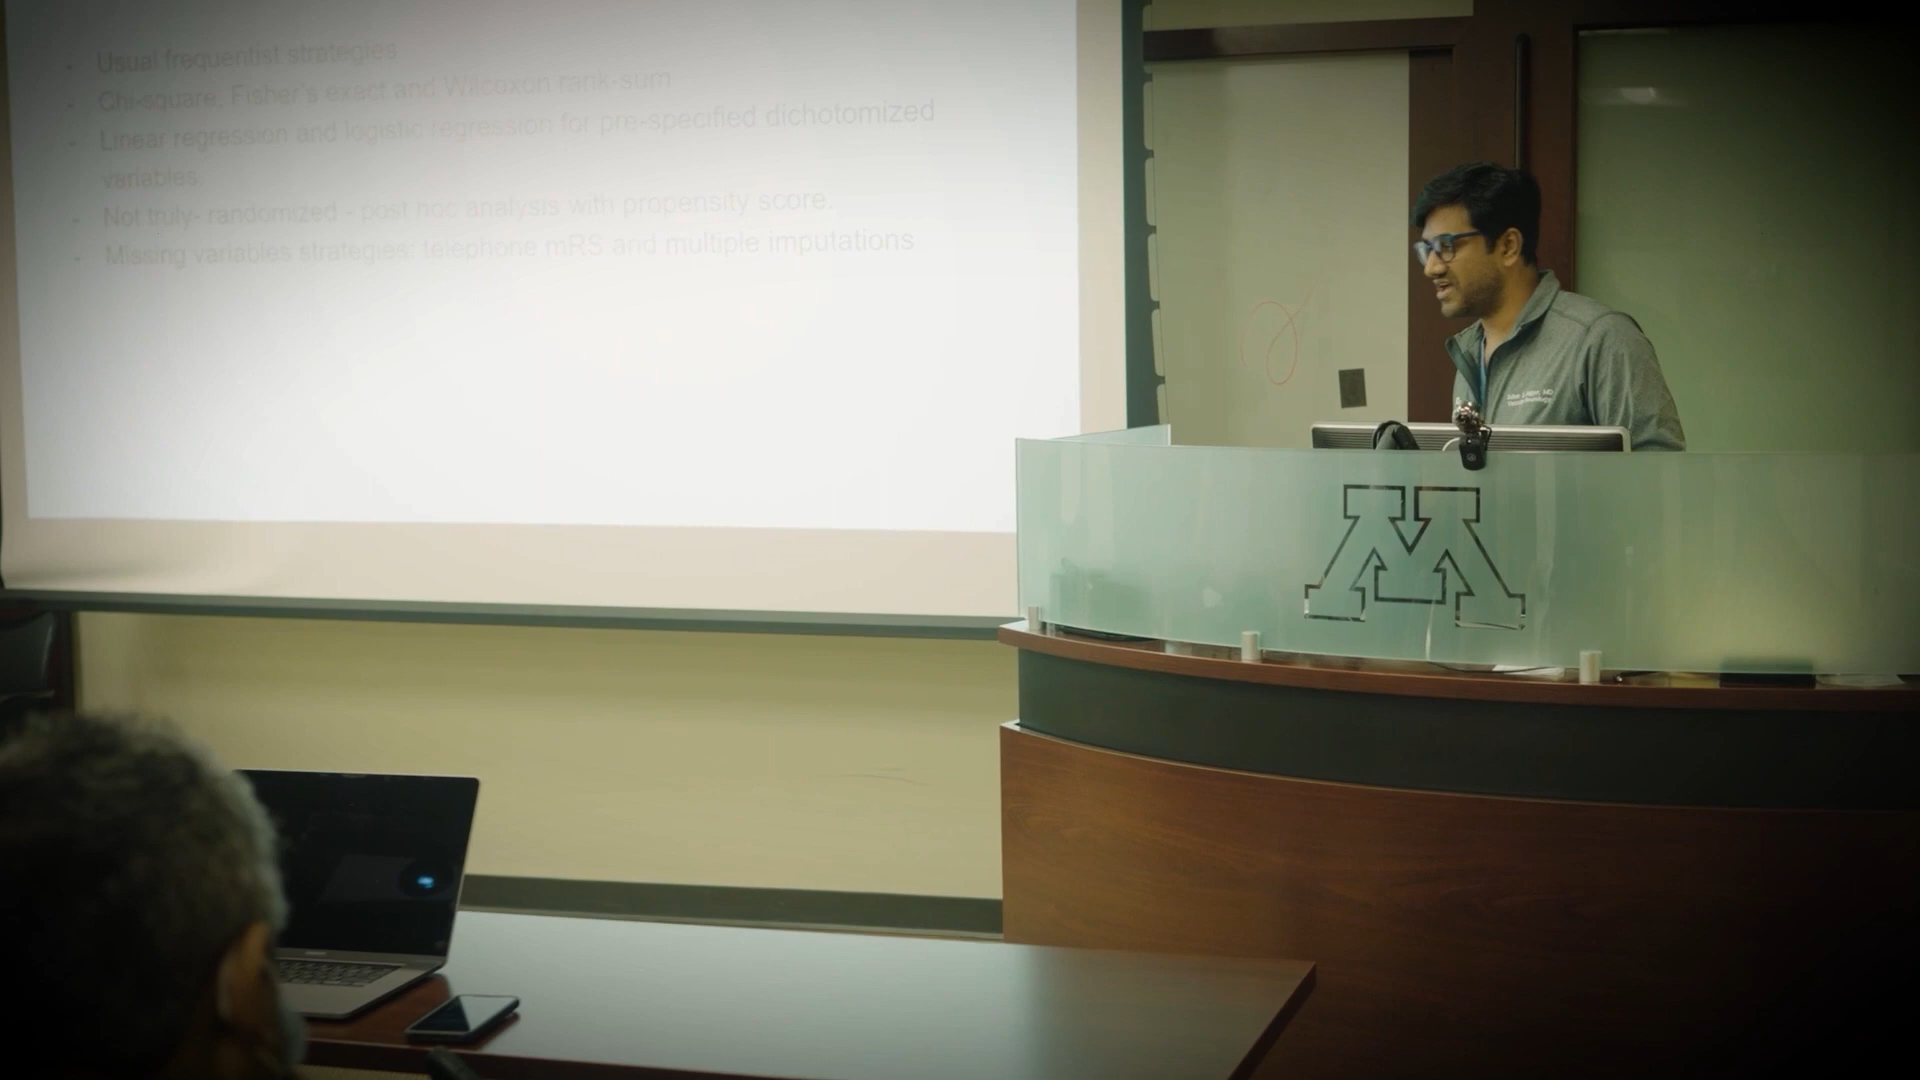 - Usual frequentist strategies
- Chi-square, Fisher's exact and Wilcoxon rank-sum
- Linear regression and logistic regression for pre-specified dichotomized
variables
- Not truly- randomized - post hoc analysis with propensity score.
- Missing variables strategies: telephone mRS and multiple imputations
M